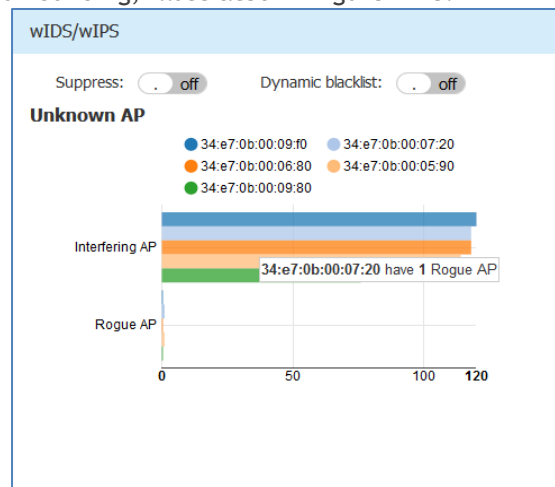 wIDS/wIPS
Suppress: . off Dynamic blacklist: . off
Unknown AP
34:e7:0b:00:09:f0 34:e7:0b:00:07:20
34:e7:0b:00:06:80 34:e7:0b:00:05:90
34:e7:0b:00:09:80
Interfering AP
34:e7:0b:00:07:20 have 1 Rogue AP
Rogue AP
0 50 100 120